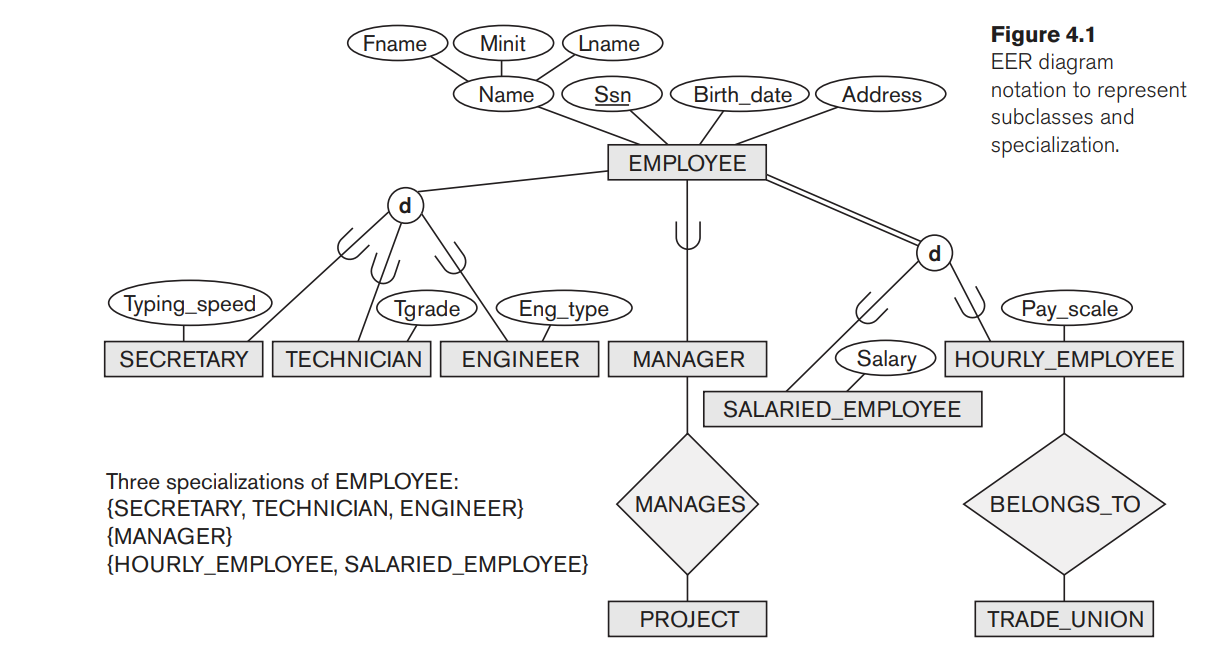 Fname Minit Lname
Name Ssn Birth_date Address
Figure 4.1
EER diagram
notation to represent
subclasses and
specialization.
EMPLOYEE
d
d
Typing_speed Tgrade Eng_type Pay_scale
SECRETARY TECHNICIAN ENGINEER MANAGER Salary HOURLY_EMPLOYEE
SALARIED_EMPLOYEE
Three specializations of EMPLOYEE:
{SECRETARY, TECHNICIAN, ENGINEER}
{MANAGER}
{HOURLY_EMPLOYEE, SALARIED_EMPLOYEE}
MANAGES BELONGS_TO
PROJECT TRADE_UNION